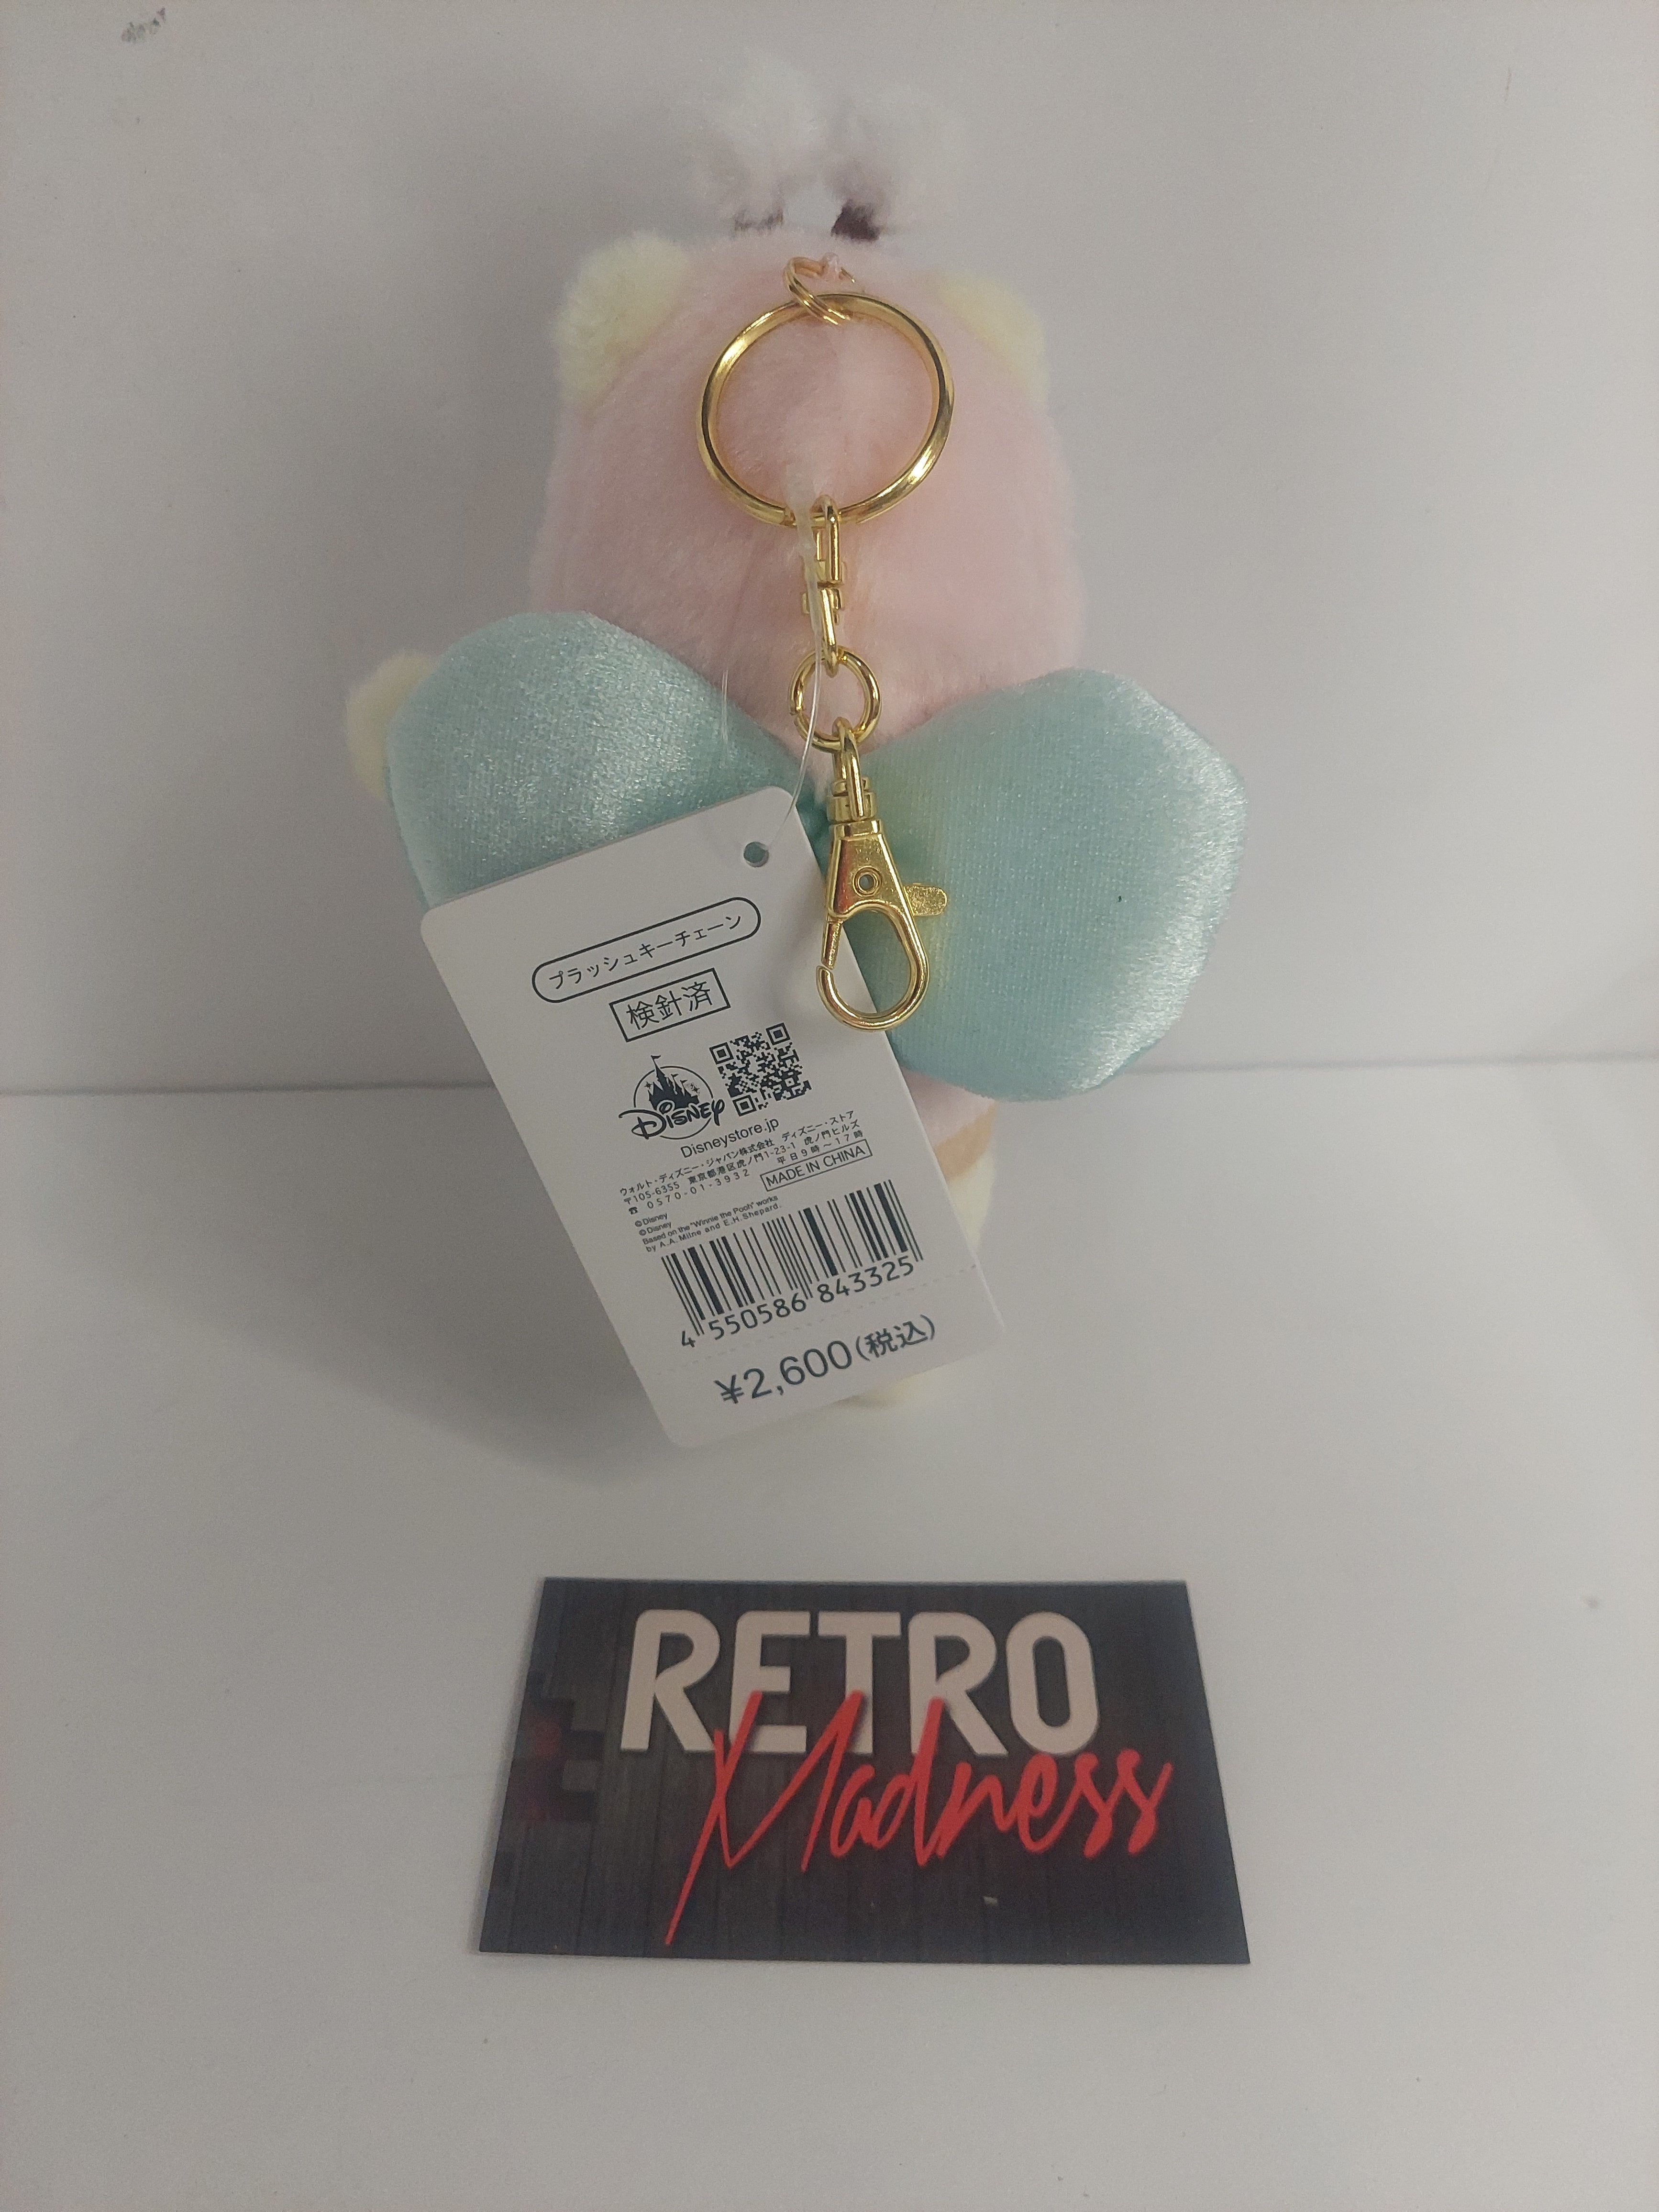 プラッシュキーチェーン
検針済
Disney
Disneystore.jp
ウォルト・ディズニー・ジャパン株式会社 ディズニー・ストア
〒105-6355 東京都港区虎ノ門1-23-1 虎ノ門ヒルズ
☎ 0570-01-3932 平日9時～17時
MADE IN CHINA
© Disney
© Disney
Based on the "Winnie the Pooh" works
by A.A.Milne and E.H.Shepard.
4 550586 843325
¥2,600(税込)
RETRO
Madness